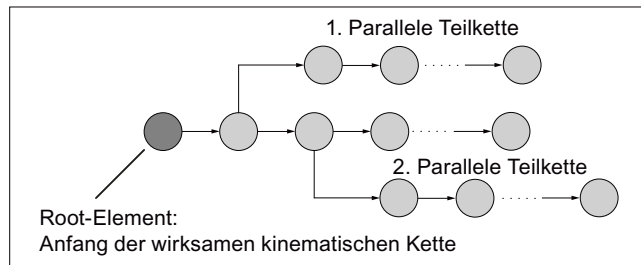 1. Parallele Teilkette
2. Parallele Teilkette
Root-Element:
Anfang der wirksamen kinematischen Kette